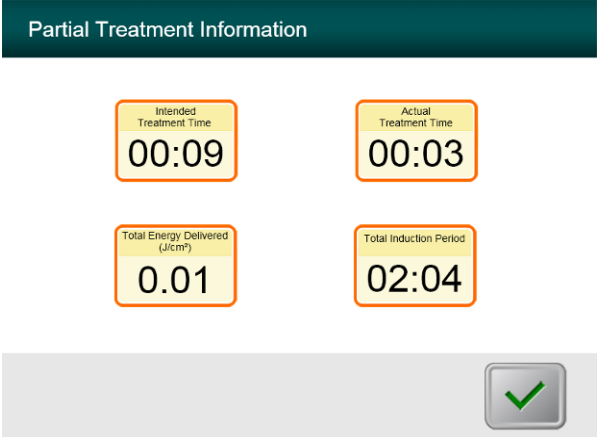 Partial Treatment Information
Intended
Treatment Time
00:09
Actual
Treatment Time
00:03
Total Energy Delivered
(J/cm²)
0.01
Total Induction Period
02:04